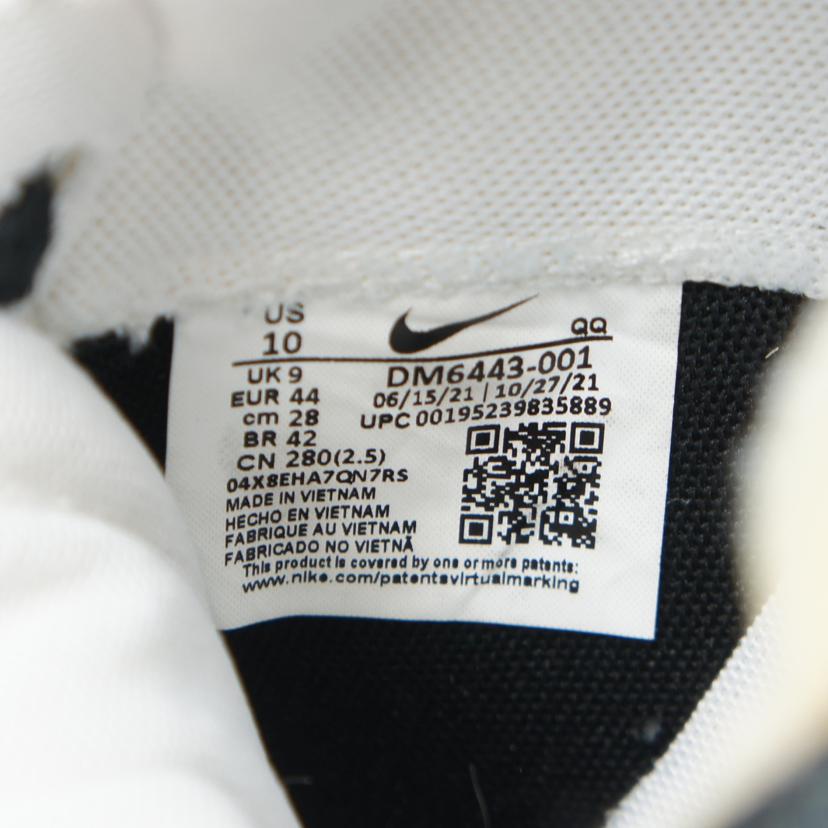 US
10
QQ
UK 9
EUR 44
cm 28
BR 42
CN 280(2.5)
DM6443-001
06/15/21 | 10/27/21
UPC 00195239835889
04X8EHA7QN7RS
MADE IN VIETNAM
HECHO EN VIETNAM
FABRIQUE AU VIETNAM
FABRICADO NO VIETNÃ
This product is covered by one or more patents:
www.nike.com/patentsvirtualmarking